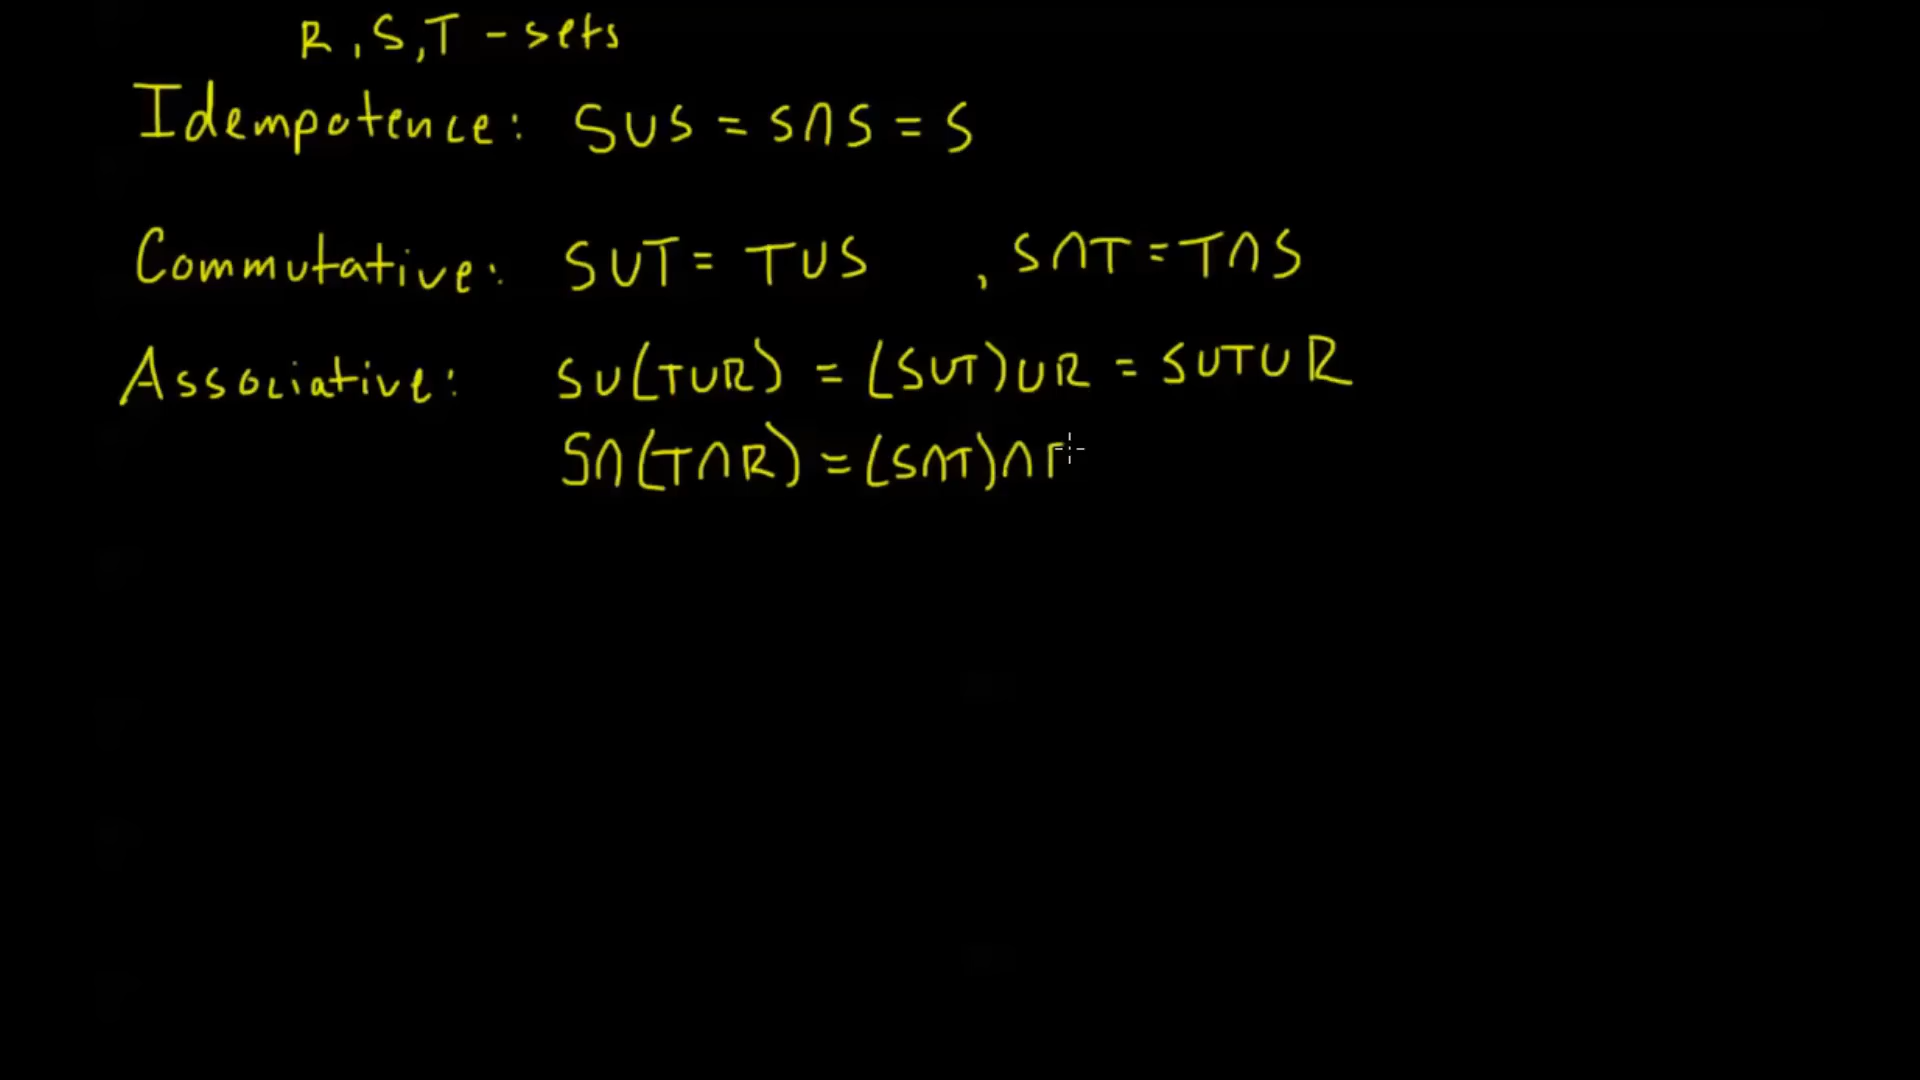 R, S, T - sets
Idempotence: S∪S = S∩S = S
Commutative: S∪T = T∪S , S∩T = T∩S
Associative: S∪(T∪R) = (S∪T)∪R = S∪T∪R
S∩(T∩R) = (S∩T)∩